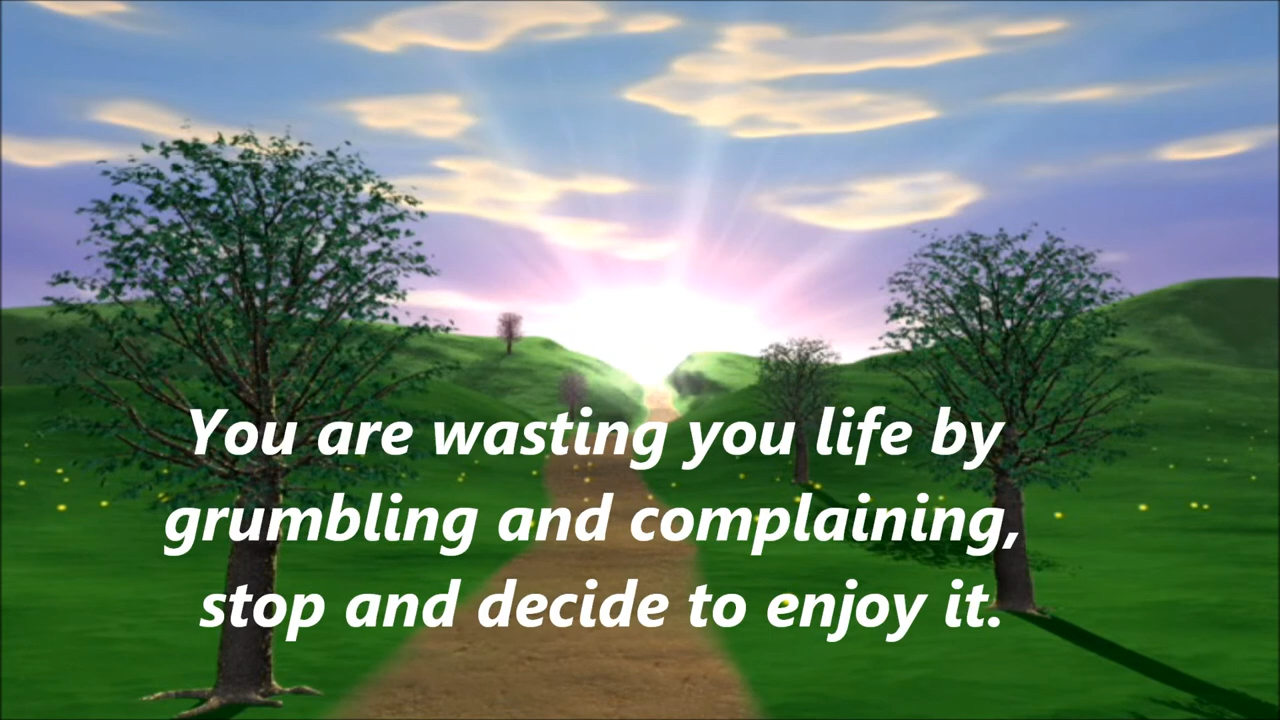 You are wasting you life by
grumbling and complaining,
stop and decide to enjoy it.